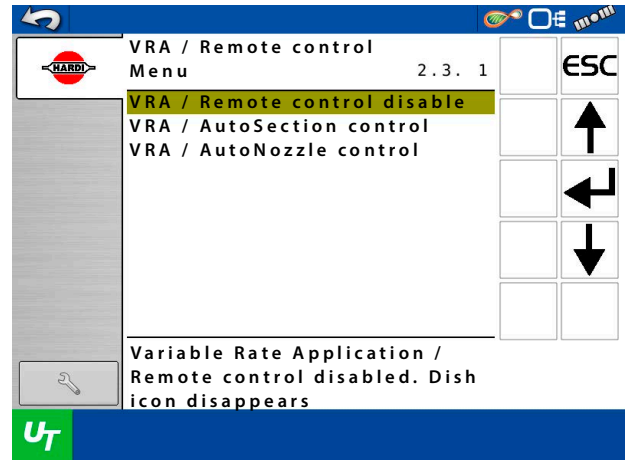 VRA / Remote control
Menu 2.3. 1
ESC
HARDI
VRA / Remote control disable
VRA / AutoSection control
VRA / AutoNozzle control
Variable Rate Application /
Remote control disabled. Dish
icon disappears
UT